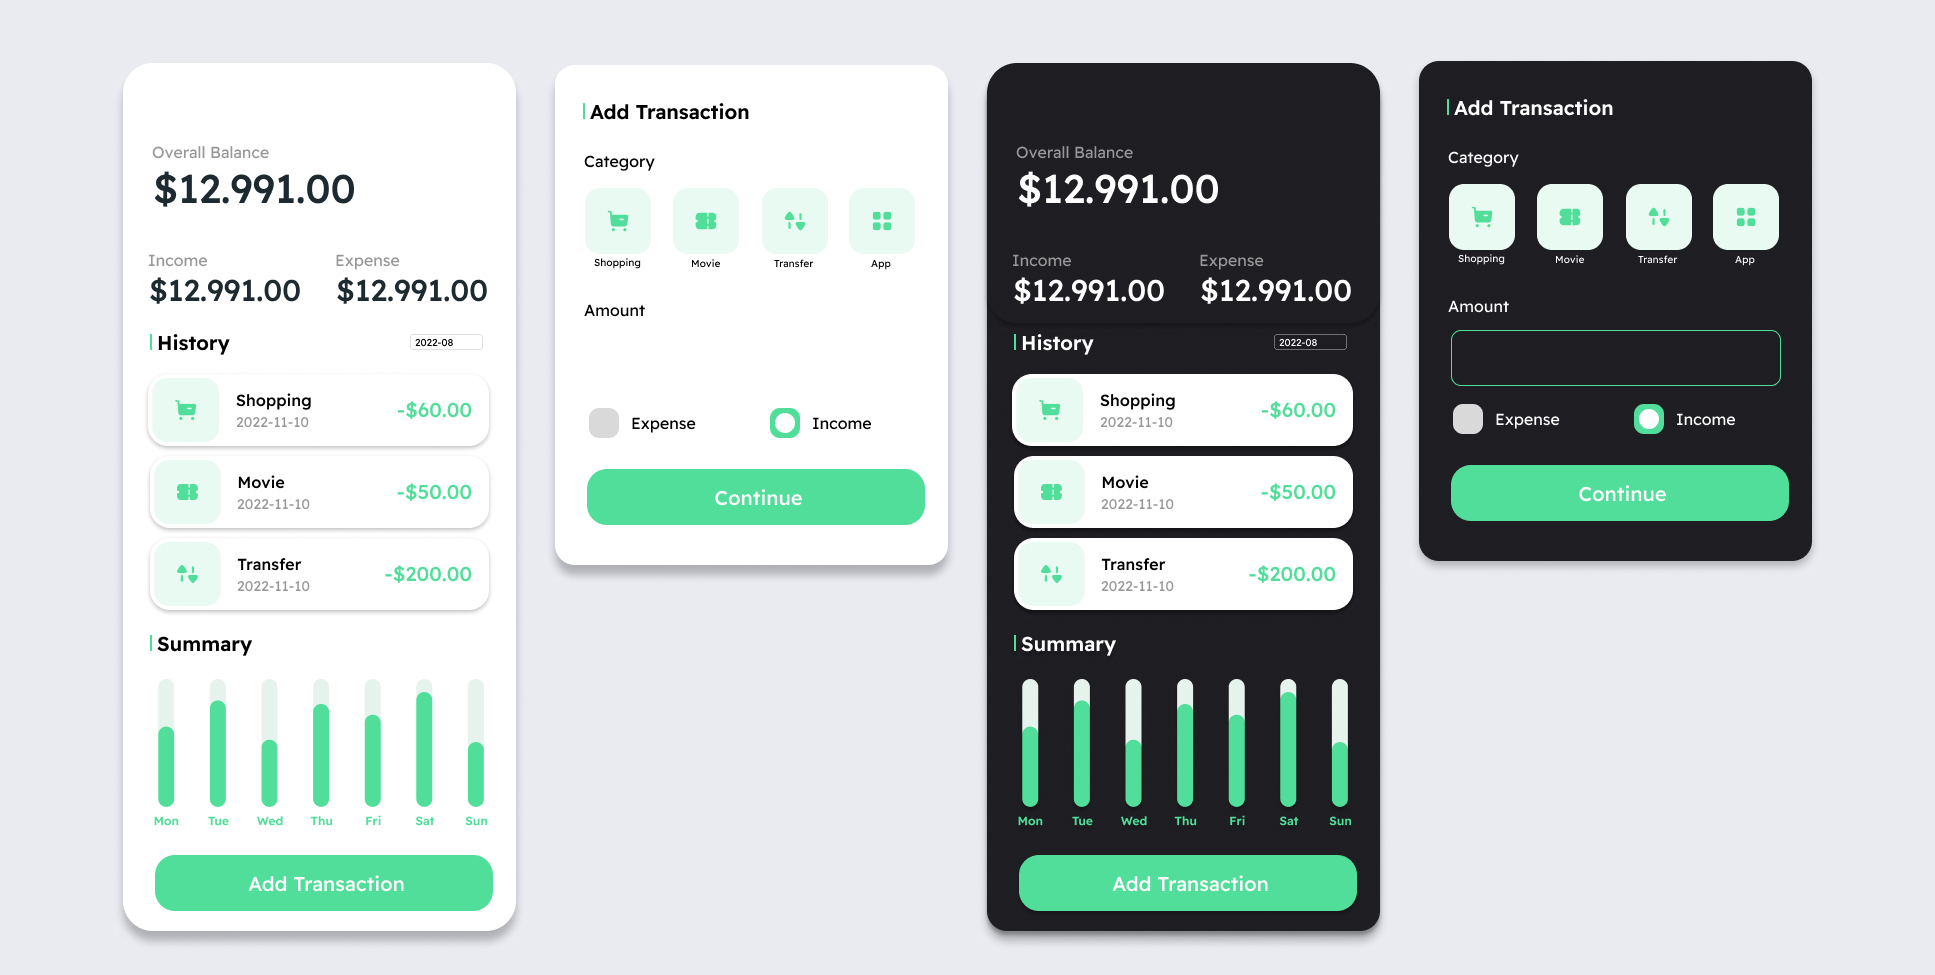 Overall Balance
$12.991.00
Income Expense
$12.991.00 $12.991.00
History 2022-08
Shopping
2022-11-10
-$60.00
Movie
2022-11-10
-$50.00
Transfer
2022-11-10
-$200.00
Summary
Mon Tue Wed Thu Fri Sat Sun
Add Transaction
Add Transaction
Category
Shopping Movie Transfer App
Amount
Expense Income
Continue
Overall Balance
$12.991.00
Income Expense
$12.991.00 $12.991.00
History 2022-08
Shopping
2022-11-10
-$60.00
Movie
2022-11-10
-$50.00
Transfer
2022-11-10
-$200.00
Summary
Mon Tue Wed Thu Fri Sat Sun
Add Transaction
Add Transaction
Category
Shopping Movie Transfer App
Amount
Expense Income
Continue